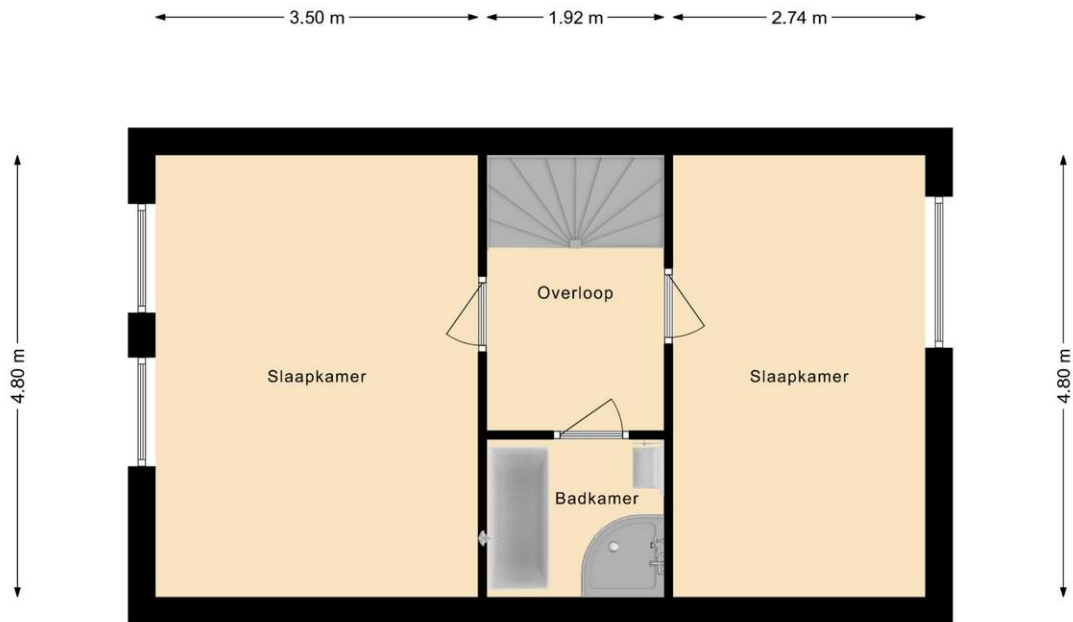 3.50 m
1.92 m
2.74 m
4.80 m
4.80 m
Overloop
Slaapkamer
Slaapkamer
Badkamer